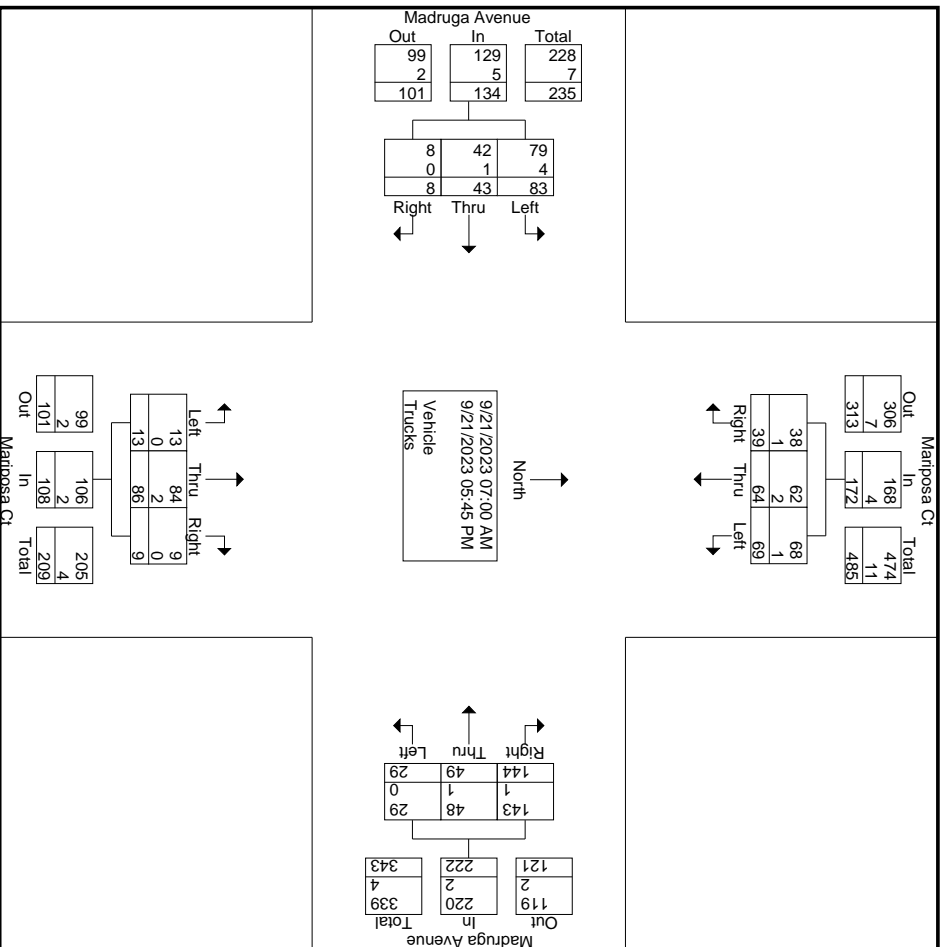 Madruga Avenue
Out In Total
99 129 228
2 5 7
101 134 235
8 42 79
0 1 4
8 43 83
Right Thru Left
Mariposa Ct
Out In Total
306 168 474
7 4 11
313 172 485
38 62 68
1 2 1
39 64 69
Right Thru Left
North
9/21/2023 07:00 AM
9/21/2023 05:45 PM
Vehicle
Trucks
Left Thru Right
13 84 9
0 2 0
13 86 9
99 106 205
2 2 4
101 108 209
Out In Total
Mariposa Ct
Left Thru Right
29 49 144
0 1 1
29 48 143
343 222 121
4 2 2
339 220 119
Total In Out
Madruga Avenue